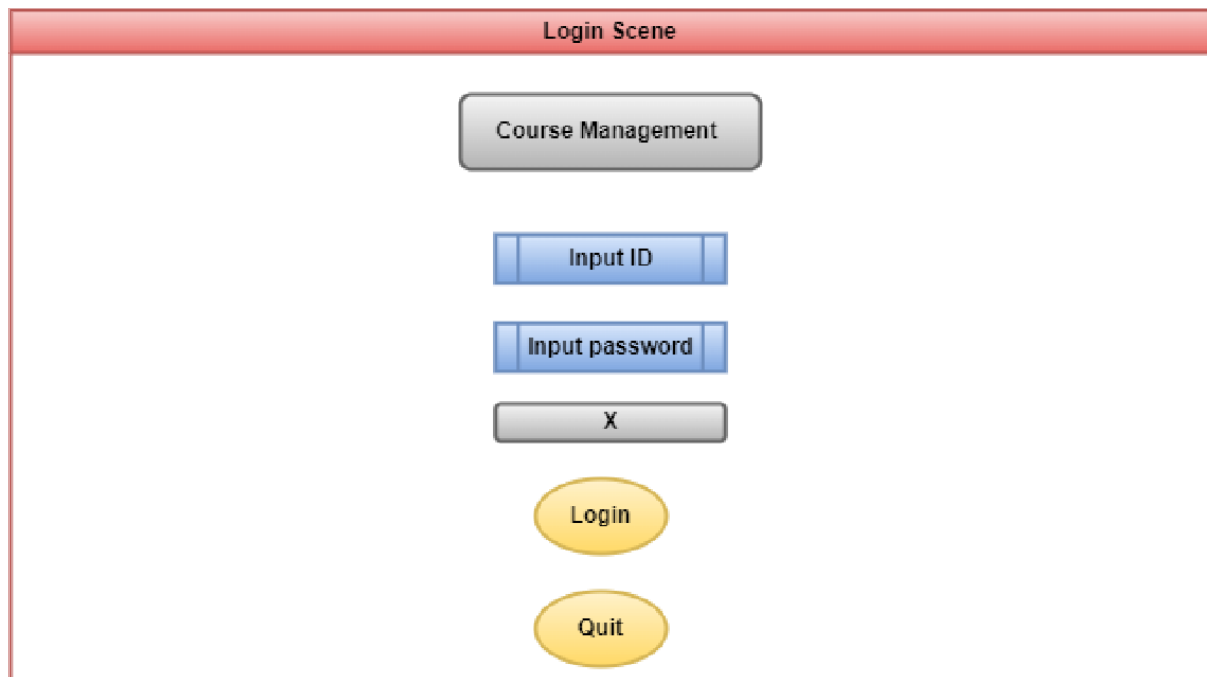 Login Scene
Course Management
Input ID
Input password
X
Login
Quit